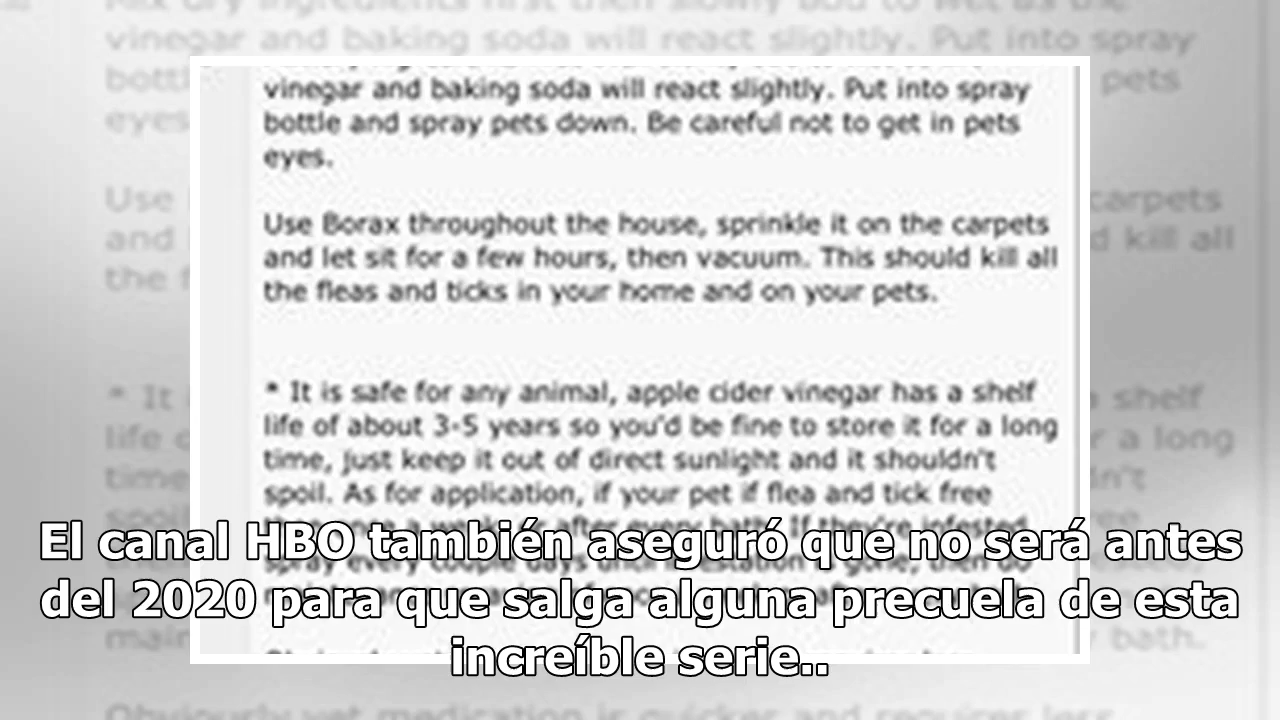 vinegar and baking soda will react slightly. Put into spray
bottle and spray pets down. Be careful not to get in pets
eyes.
Use Borax throughout the house, sprinkle it on the carpets
and let sit for a few hours, then vacuum. This should kill all
the fleas and ticks in your home and on your pets.
* It is safe for any animal, apple cider vinegar has a shelf
life of about 3-5 years so you'd be fine to store it for a long
time, just keep it out of direct sunlight and it shouldn't
spoil. As for application, if your pet if flea and tick free
El canal HBO también aseguró que no será antes
del 2020 para que salga alguna precuela de esta
increíble serie..